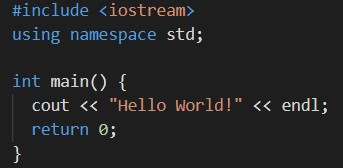 #include <iostream>
using namespace std;

int main() {
  cout << "Hello World!" << endl;
  return 0;
}